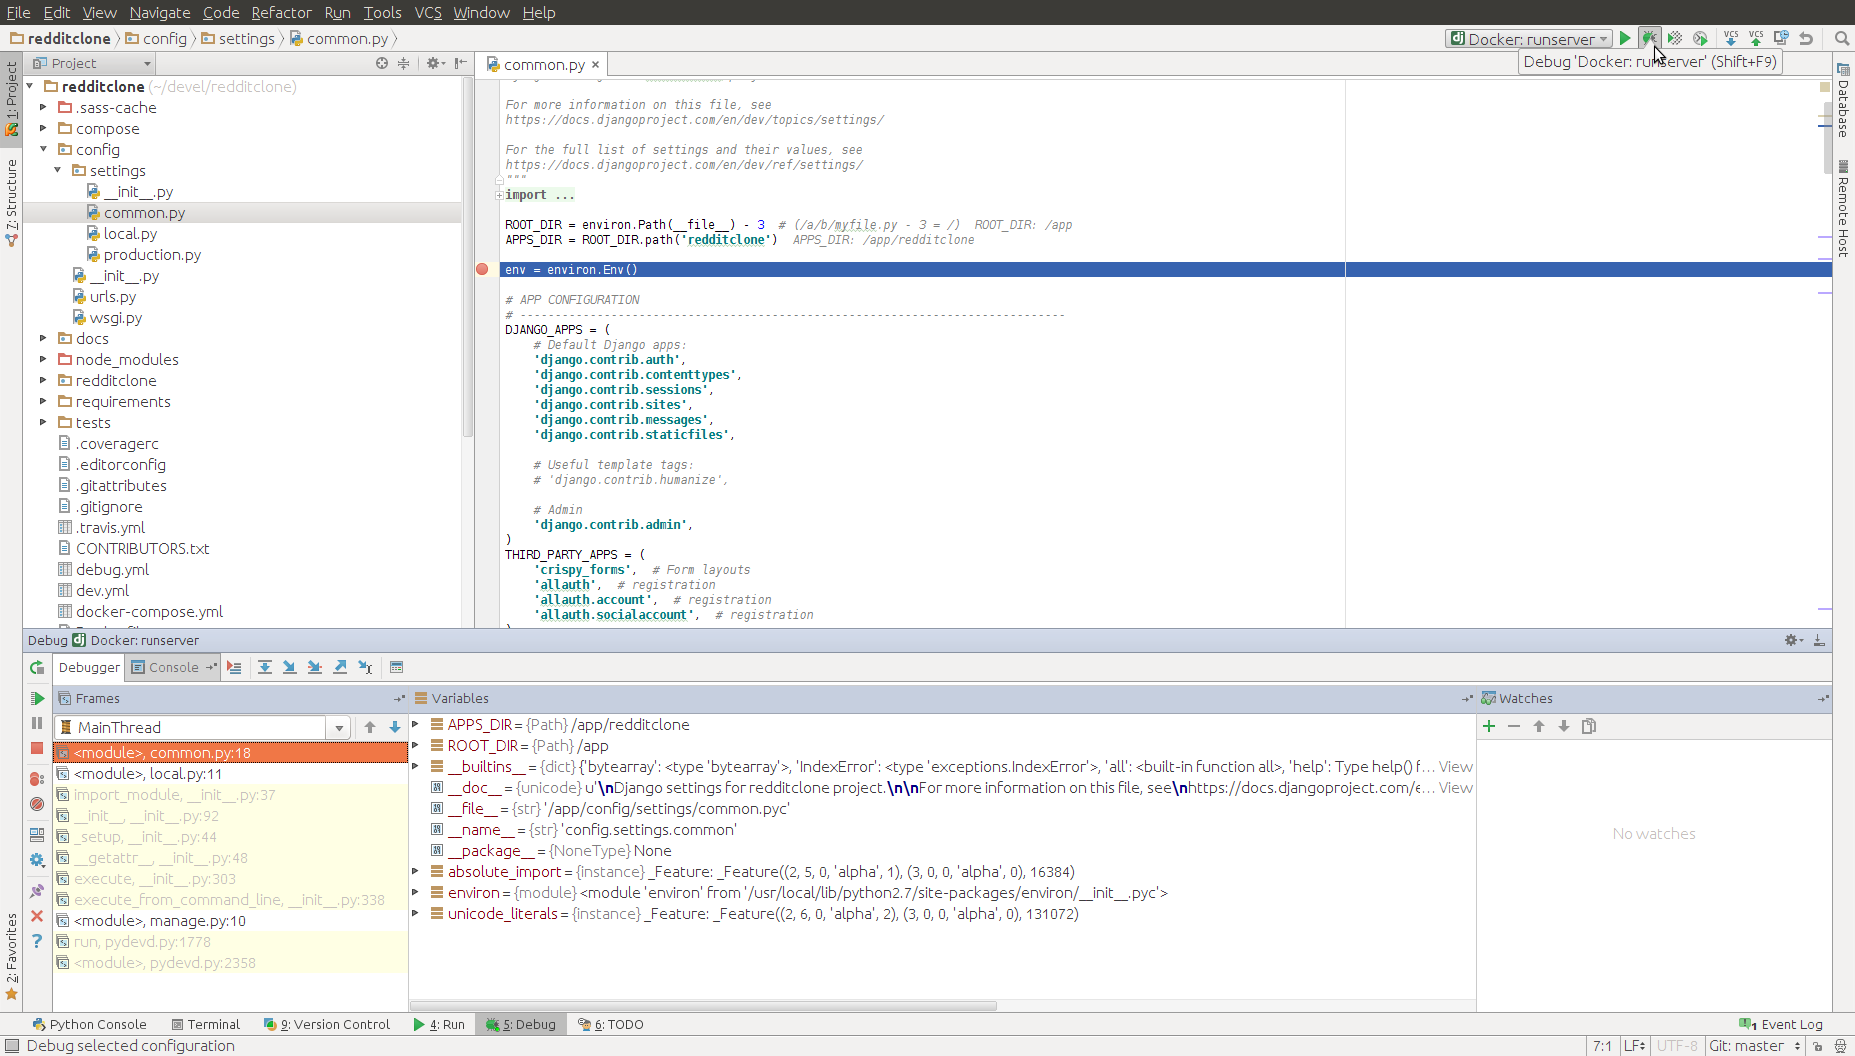 File Edit View Navigate Code Refactor Run Tools VCS Window Help
redditclone config settings common.py
Docker: runserver
VCS VCS
Project
common.py ×
Debug 'Docker: runserver' (Shift+F9)
1: Project
7: Structure
2: Favorites
Database
Remote Host
redditclone (~/devel/redditclone)
.sass-cache
compose
config
settings
__init__.py
common.py
local.py
production.py
__init__.py
urls.py
wsgi.py
docs
node_modules
redditclone
requirements
tests
.coveragerc
.editorconfig
.gitattributes
.gitignore
.travis.yml
CONTRIBUTORS.txt
debug.yml
dev.yml
docker-compose.yml
For more information on this file, see
https://docs.djangoproject.com/en/dev/topics/settings/
For the full list of settings and their values, see
https://docs.djangoproject.com/en/dev/ref/settings/
"""
import ...
ROOT_DIR = environ.Path(__file__) - 3  # (/a/b/myfile.py - 3 = /)  ROOT_DIR: /app
APPS_DIR = ROOT_DIR.path('redditclone')  APPS_DIR: /app/redditclone
env = environ.Env()
# APP CONFIGURATION
# ------------------------------------------------------------------------------
DJANGO_APPS = (
# Default Django apps:
'django.contrib.auth',
'django.contrib.contenttypes',
'django.contrib.sessions',
'django.contrib.sites',
'django.contrib.messages',
'django.contrib.staticfiles',
# Useful template tags:
# 'django.contrib.humanize',
# Admin
'django.contrib.admin',
)
THIRD_PARTY_APPS = (
'crispy_forms',  # Form layouts
'allauth',  # registration
'allauth.account',  # registration
'allauth.socialaccount',  # registration
Debug Docker: runserver
Debugger Console
Frames
MainThread
<module>, common.py:18
<module>, local.py:11
import_module, __init__.py:37
__init__, __init__.py:92
_setup, __init__.py:44
__getattr__, __init__.py:48
execute, __init__.py:303
execute_from_command_line, __init__.py:338
<module>, manage.py:10
run, pydevd.py:1778
<module>, pydevd.py:2358
Variables
APPS_DIR = {Path} /app/redditclone
ROOT_DIR = {Path} /app
__builtins__ = {dict} {'bytearray': <type 'bytearray'>, 'IndexError': <type 'exceptions.IndexError'>, 'all': <built-in function all>, 'help': Type help() f... View
__doc__ = {unicode} u'\nDjango settings for redditclone project.\n\nFor more information on this file, see\nhttps://docs.djangoproject.com/e... View
__file__ = {str} '/app/config/settings/common.pyc'
__name__ = {str} 'config.settings.common'
__package__ = {NoneType} None
absolute_import = {instance} _Feature: _Feature((2, 5, 0, 'alpha', 1), (3, 0, 0, 'alpha', 0), 16384)
environ = {module} <module 'environ' from '/usr/local/lib/python2.7/site-packages/environ/__init__.pyc'>
unicode_literals = {instance} _Feature: _Feature((2, 6, 0, 'alpha', 2), (3, 0, 0, 'alpha', 0), 131072)
Watches
No watches
Python Console Terminal 9: Version Control 4: Run 5: Debug 6: TODO 1 Event Log
Debug selected configuration 7:1 LF UTF-8 Git: master